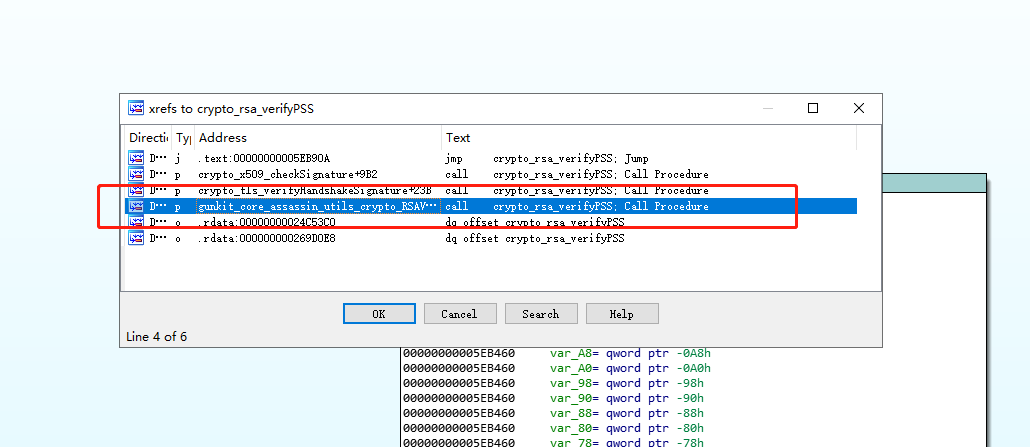 xrefs to crypto_rsa_verifyPSS
Directic Ty Address Text
D… j .text:00000000005EB90A jmp crypto_rsa_verifyPSS; Jump
D… p crypto_x509_checkSignature+9B2 call crypto_rsa_verifyPSS; Call Procedure
D… p crypto_tls_verifyHandshakeSignature+23B call crypto_rsa_verifyPSS; Call Procedure
D… p gunkit_core_assassin_utils_crypto_RSAV… call crypto_rsa_verifyPSS; Call Procedure
D… o .rdata:00000000024C53C0 dq offset crypto_rsa_verifyPSS
D… o .rdata:000000000269D0E8 dq offset crypto_rsa_verifyPSS
OK Cancel Search Help
Line 4 of 6
00000000005EB460 var_A8= qword ptr -0A8h
00000000005EB460 var_A0= qword ptr -0A0h
00000000005EB460 var_98= qword ptr -98h
00000000005EB460 var_90= qword ptr -90h
00000000005EB460 var_88= qword ptr -88h
00000000005EB460 var_80= qword ptr -80h
00000000005EB460 var_78= qword ptr -78h